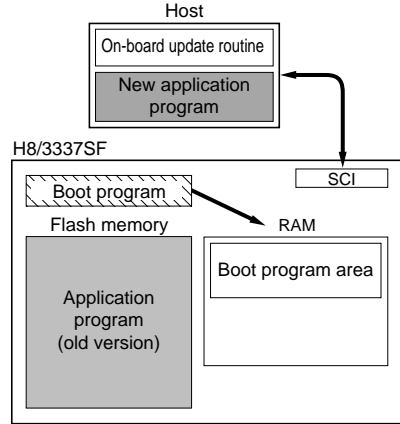 Host
On-board update routine
New application
program
H8/3337SF
SCI
Boot program
Flash memory
RAM
Boot program area
Application
program
(old version)